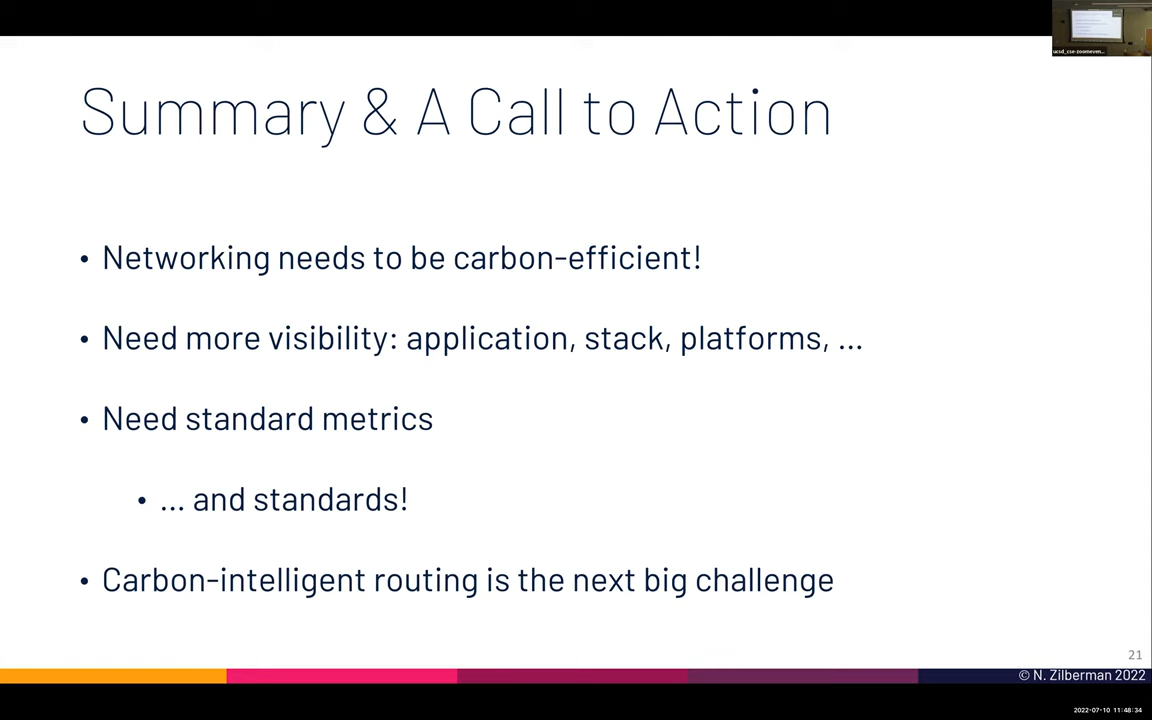 ucsd_cse-zoomeven...
Summary & A Call to Action
• Networking needs to be carbon-efficient!
• Need more visibility: application, stack, platforms, ...
• Need standard metrics
• ... and standards!
• Carbon-intelligent routing is the next big challenge
21
© N. Zilberman 2022
2022-07-10 11:48:34